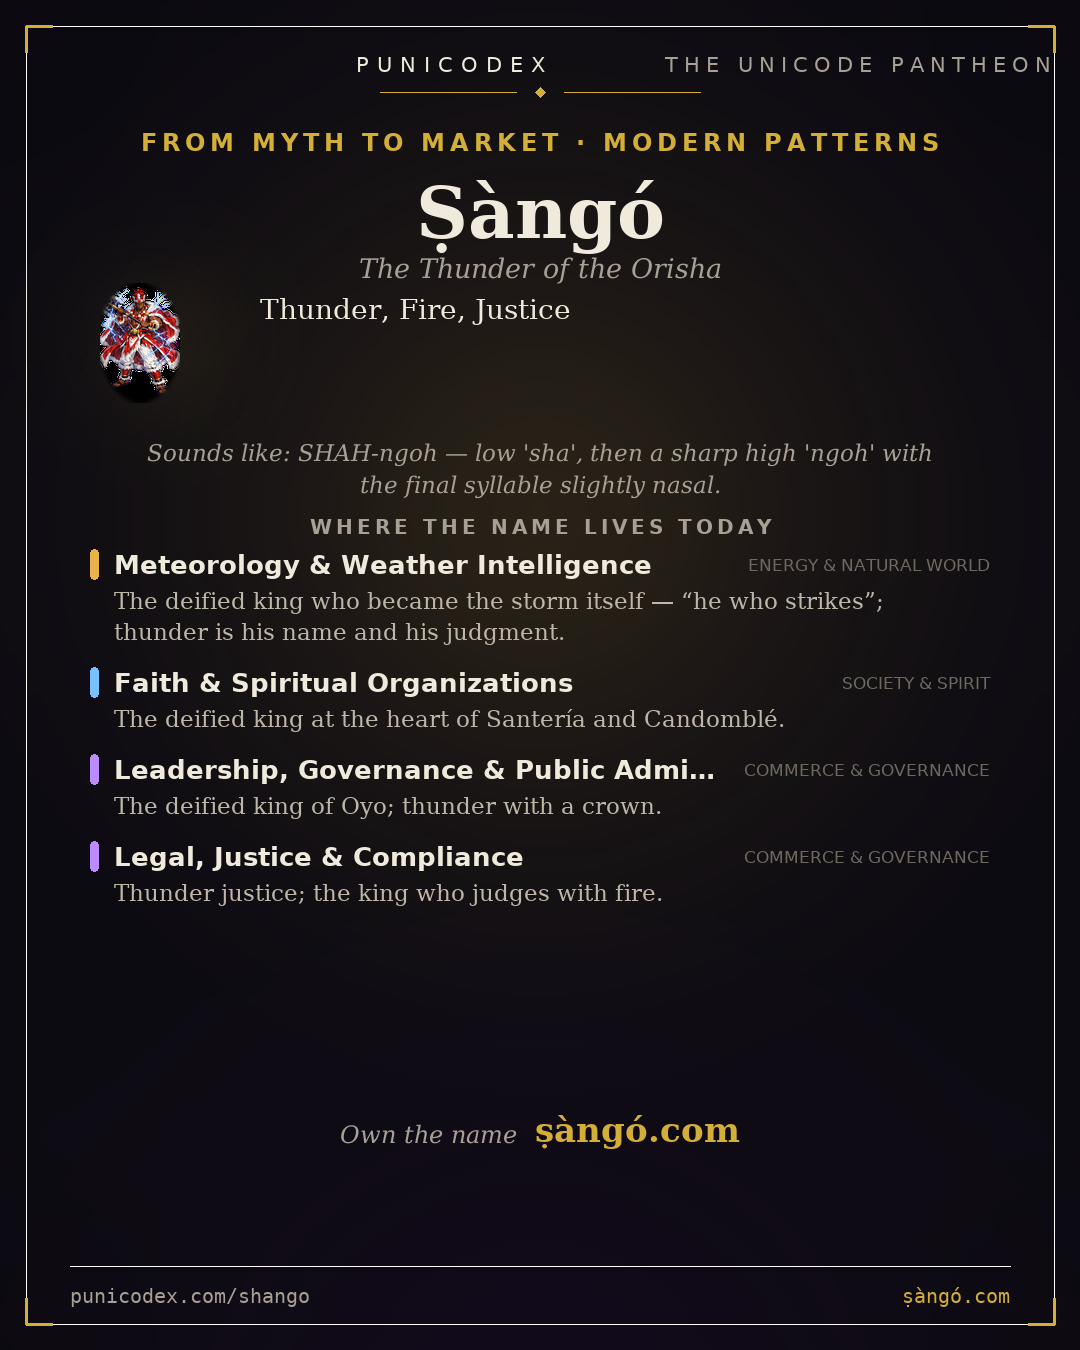 PUNICODEX THE UNICODE PANTHEON
FROM MYTH TO MARKET · MODERN PATTERNS
Ṣàngó
The Thunder of the Orisha
Thunder, Fire, Justice
Sounds like: SHAH-ngoh — low 'sha', then a sharp high 'ngoh' with
the final syllable slightly nasal.
WHERE THE NAME LIVES TODAY
Meteorology & Weather Intelligence ENERGY & NATURAL WORLD
The deified king who became the storm itself — “he who strikes”;
thunder is his name and his judgment.
Faith & Spiritual Organizations SOCIETY & SPIRIT
The deified king at the heart of Santería and Candomblé.
Leadership, Governance & Public Admi… COMMERCE & GOVERNANCE
The deified king of Oyo; thunder with a crown.
Legal, Justice & Compliance COMMERCE & GOVERNANCE
Thunder justice; the king who judges with fire.
Own the name ṣàngó.com
punicodex.com/shango ṣàngó.com